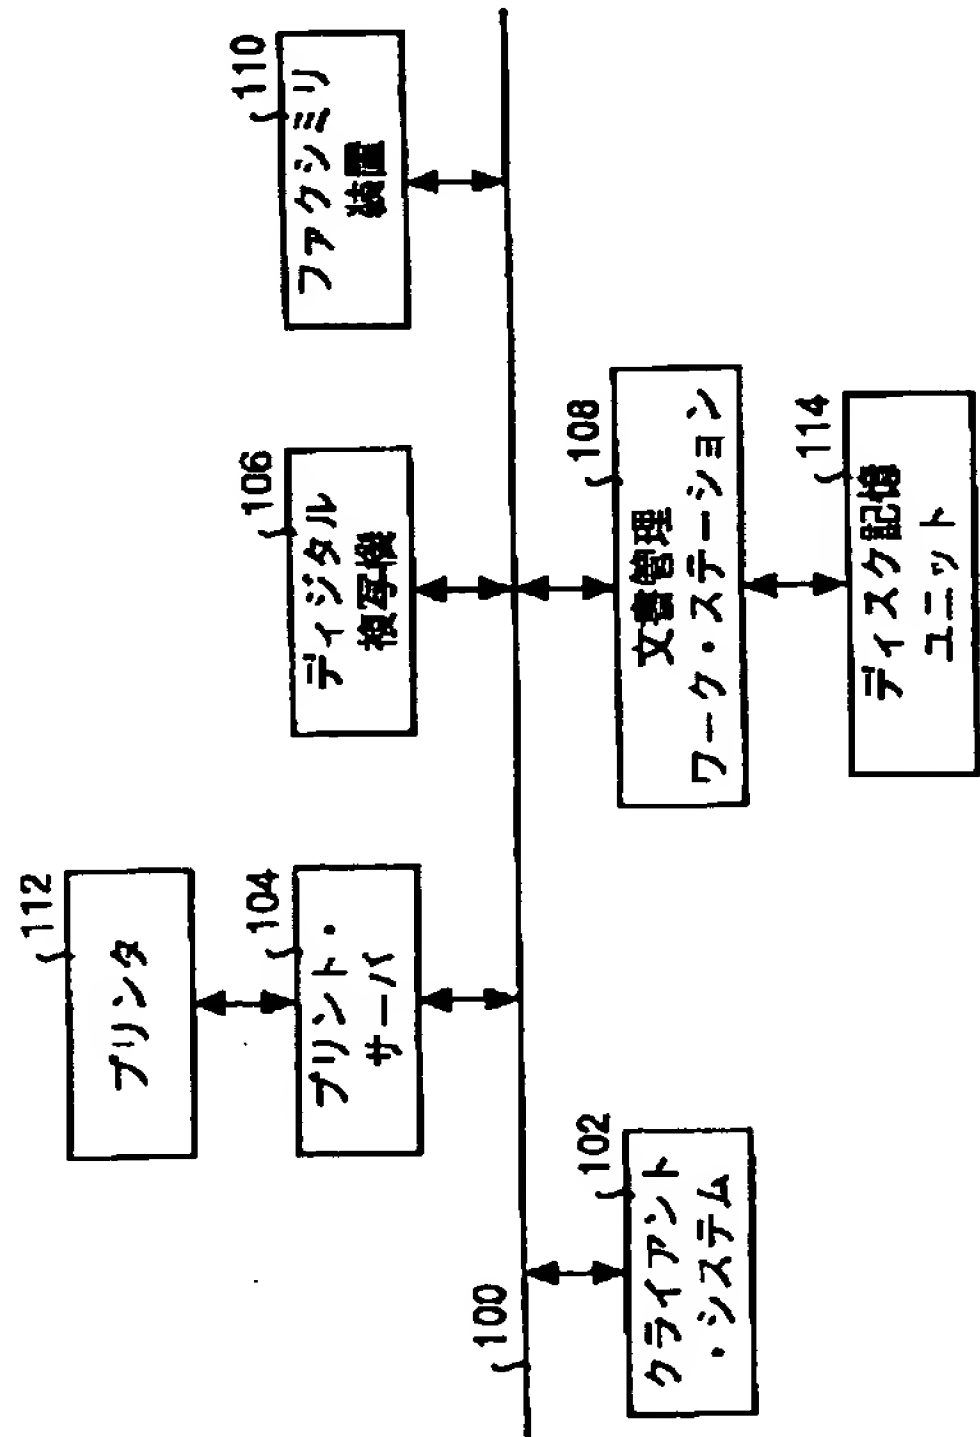 112
プリンタ
104
プリント・
サーバ
106
ディジタル
複写機
110
ファクシミリ
装置
100
102
クライアント
・システム
108
文書管理
ワーク・ステーション
114
ディスク記憶
ユニット